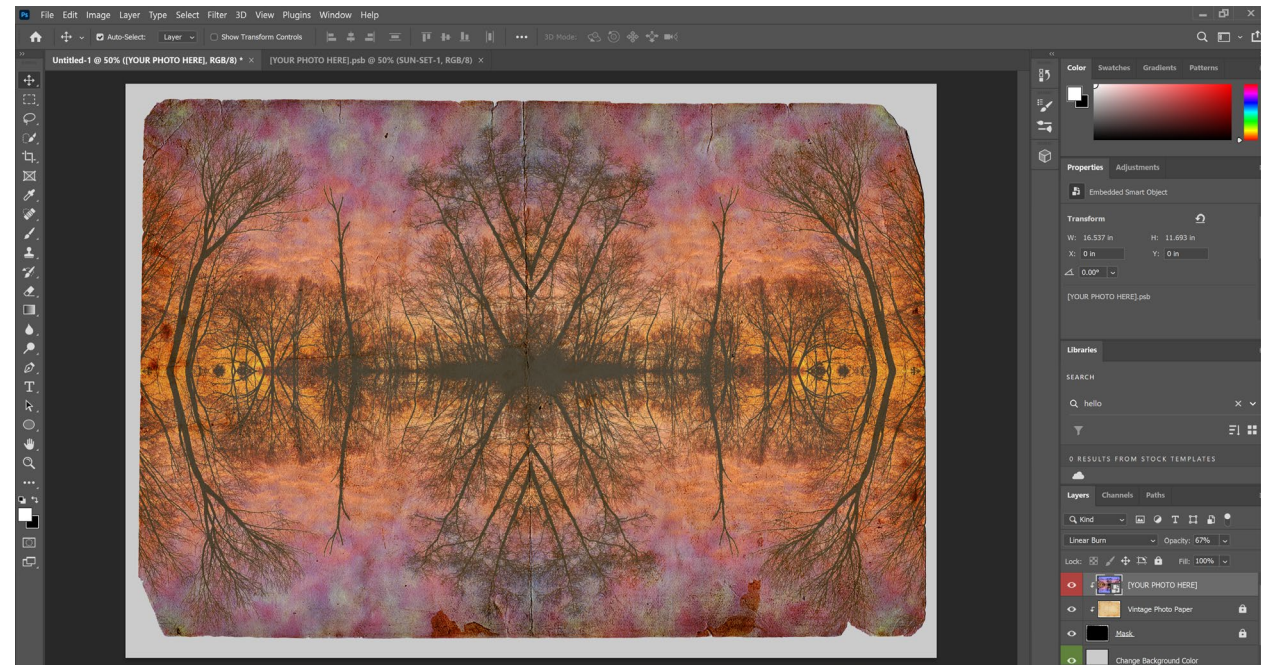 Ps File Edit Image Layer Type Select Filter 3D View Plugins Window Help
Auto-Select: Layer Show Transform Controls ••• 3D Mode:
Untitled-1 @ 50% ([YOUR PHOTO HERE], RGB/8) * × [YOUR PHOTO HERE].psb @ 50% (SUN-SET-1, RGB/8) ×
Color Swatches Gradients Patterns
Properties Adjustments
Embedded Smart Object
Transform
W: 16.537 in H: 11.693 in
X: 0 in Y: 0 in
0.00°
[YOUR PHOTO HERE].psb
Libraries
SEARCH
hello
0 RESULTS FROM STOCK TEMPLATES
Layers Channels Paths
Kind
Linear Burn Opacity: 67%
Lock: Fill: 100%
[YOUR PHOTO HERE]
Vintage Photo Paper
Mask
Change Background Color